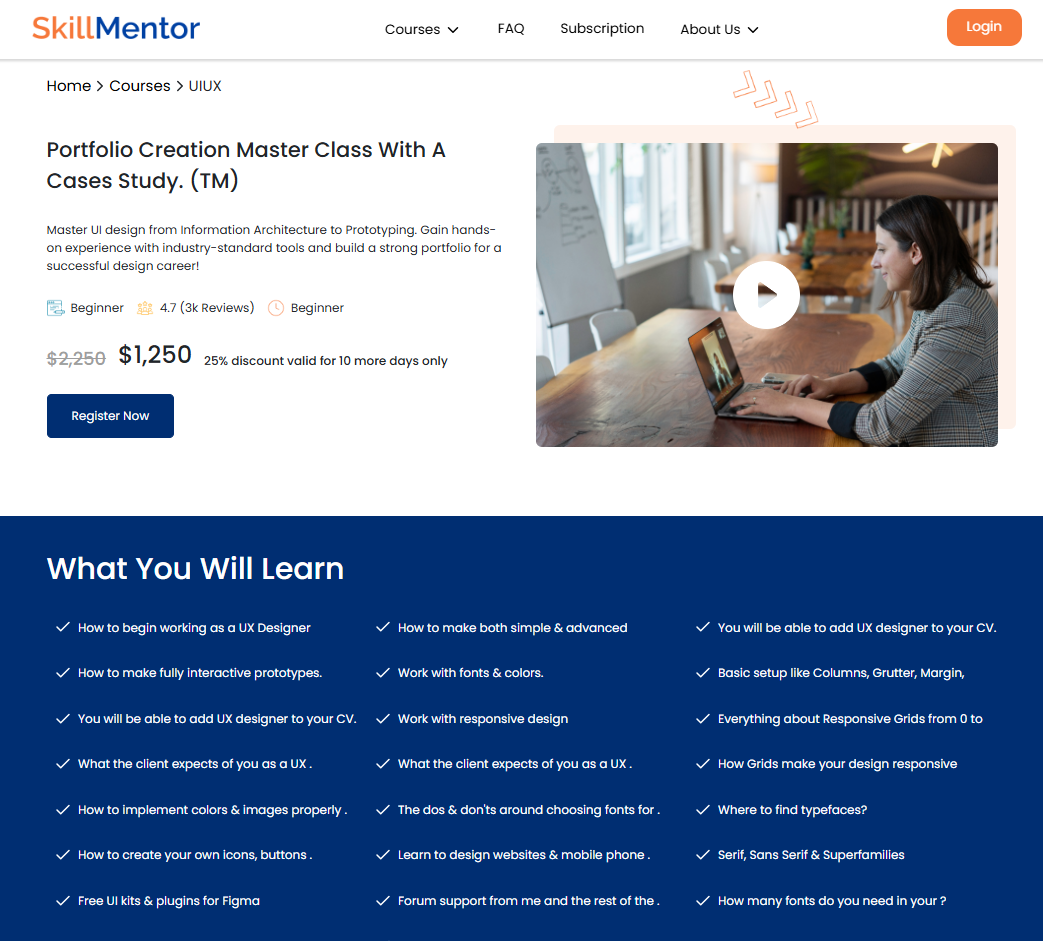 SkillMentor
Courses
FAQ
Subscription
About Us
Login
Home > Courses > UIUX
Portfolio Creation Master Class With A
Cases Study. (TM)
Master UI design from Information Architecture to Prototyping. Gain hands-
on experience with industry-standard tools and build a strong portfolio for a
successful design career!
Beginner
4.7 (3k Reviews)
Beginner
$2,250 $1,250 25% discount valid for 10 more days only
Register Now
What You Will Learn
How to begin working as a UX Designer
How to make both simple & advanced
You will be able to add UX designer to your CV.
How to make fully interactive prototypes.
Work with fonts & colors.
Basic setup like Columns, Grutter, Margin,
You will be able to add UX designer to your CV.
Work with responsive design
Everything about Responsive Grids from 0 to
What the client expects of you as a UX .
What the client expects of you as a UX .
How Grids make your design responsive
How to implement colors & images properly .
The dos & don'ts around choosing fonts for .
Where to find typefaces?
How to create your own icons, buttons .
Learn to design websites & mobile phone .
Serif, Sans Serif & Superfamilies
Free UI kits & plugins for Figma
Forum support from me and the rest of the .
How many fonts do you need in your ?